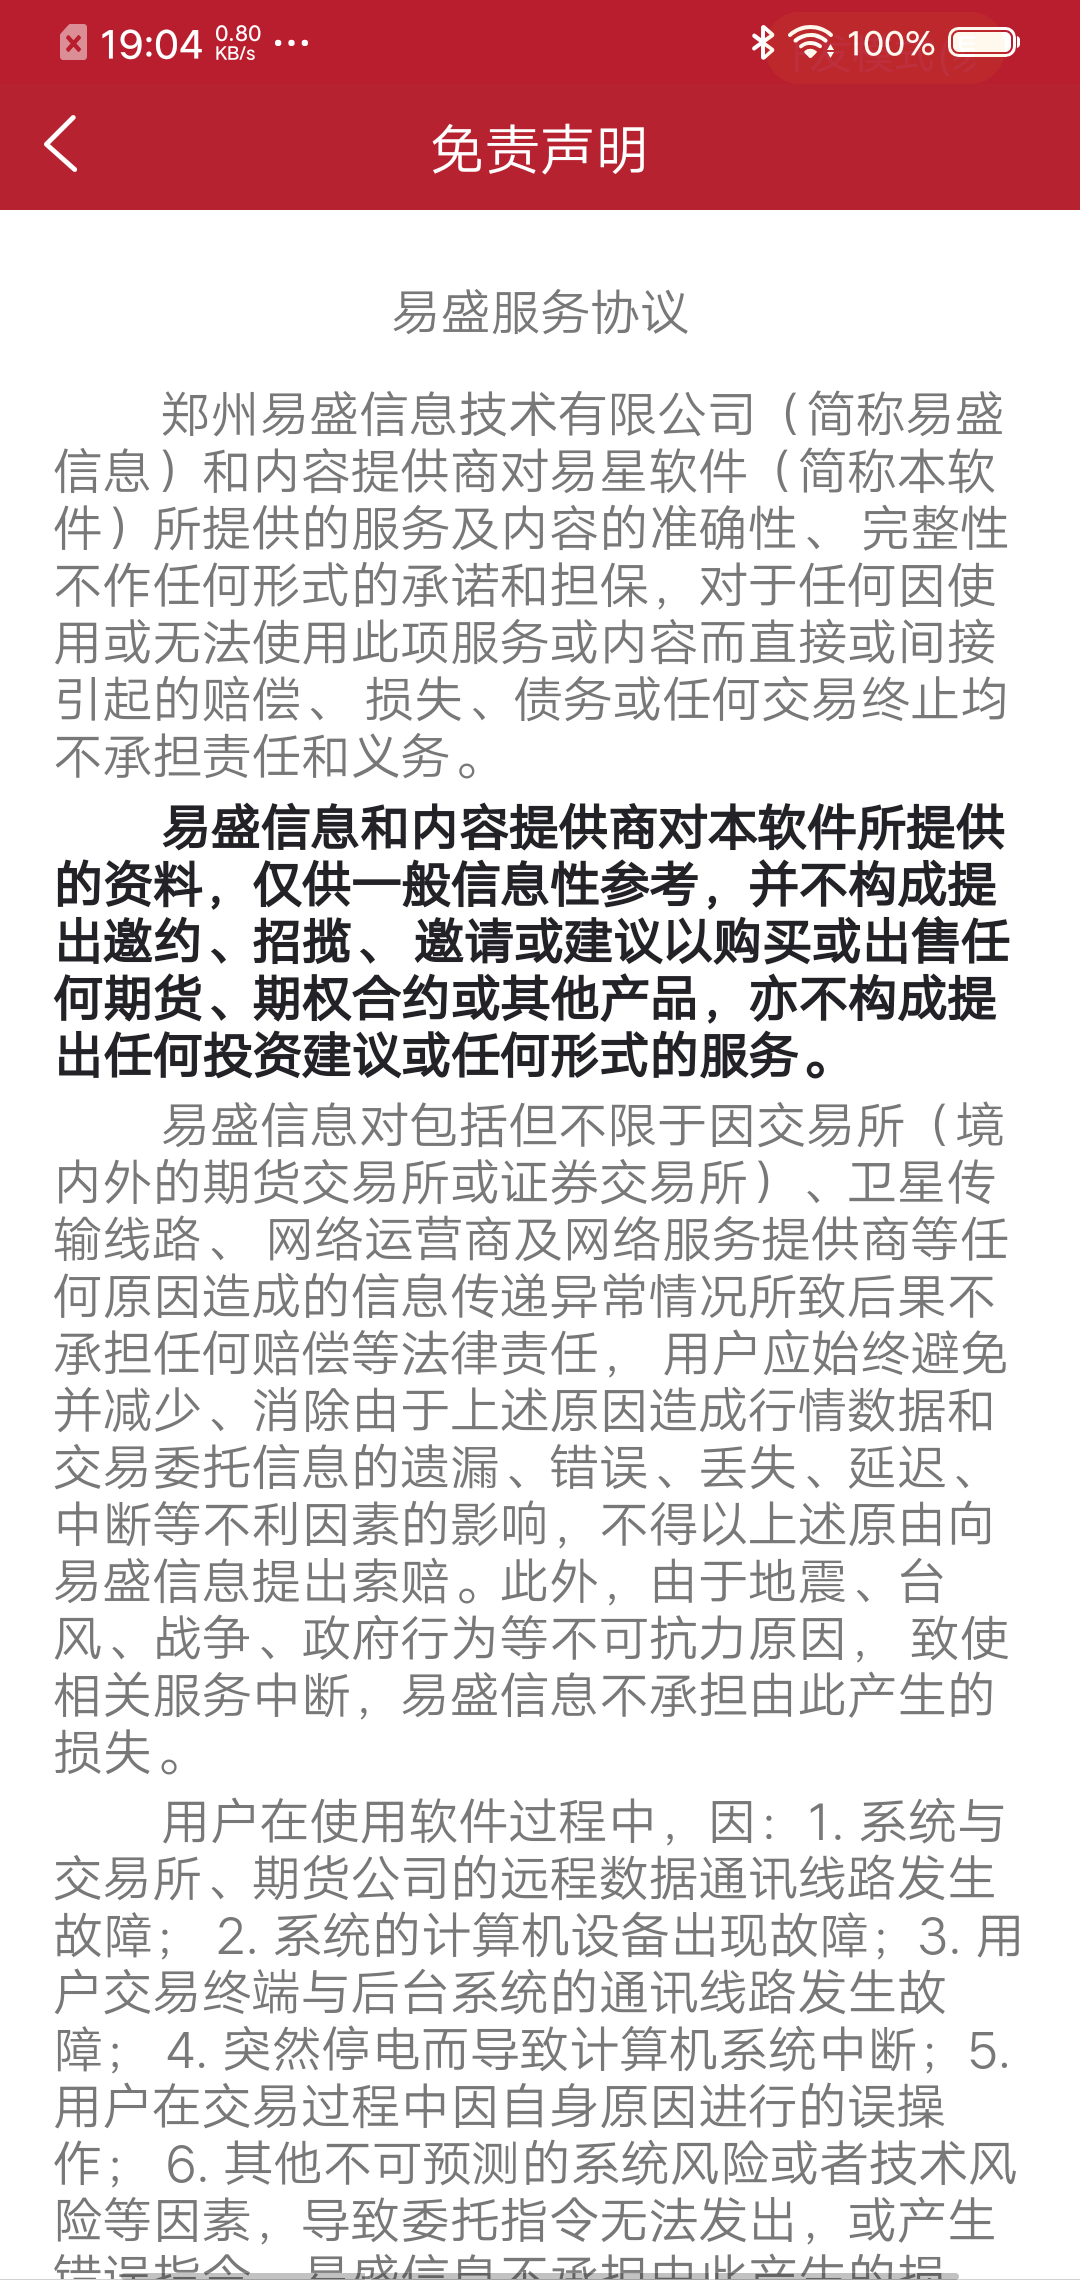 19:04 0.80 KB/s ··· 100%
免责声明
易盛服务协议
郑州易盛信息技术有限公司（简称易盛
信息）和内容提供商对易星软件（简称本软
件）所提供的服务及内容的准确性、 完整性
不作任何形式的承诺和担保，对于任何因使
用或无法使用此项服务或内容而直接或间接
引起的赔偿、 损失、债务或任何交易终止均
不承担责任和义务。
易盛信息和内容提供商对本软件所提供
的资料，仅供一般信息性参考，并不构成提
出邀约、招揽、 邀请或建议以购买或出售任
何期货、期权合约或其他产品，亦不构成提
出任何投资建议或任何形式的服务。
易盛信息对包括但不限于因交易所（境
内外的期货交易所或证券交易所）、卫星传
输线路、 网络运营商及网络服务提供商等任
何原因造成的信息传递异常情况所致后果不
承担任何赔偿等法律责任， 用户应始终避免
并减少、消除由于上述原因造成行情数据和
交易委托信息的遗漏、错误、丢失、延迟、
中断等不利因素的影响，不得以上述原由向
易盛信息提出索赔。此外，由于地震、台
风、战争、政府行为等不可抗力原因， 致使
相关服务中断，易盛信息不承担由此产生的
损失。
用户在使用软件过程中，因：1. 系统与
交易所、期货公司的远程数据通讯线路发生
故障； 2. 系统的计算机设备出现故障；3. 用
户交易终端与后台系统的通讯线路发生故
障； 4. 突然停电而导致计算机系统中断；5.
用户在交易过程中因自身原因进行的误操
作； 6. 其他不可预测的系统风险或者技术风
险等因素，导致委托指令无法发出，或产生
错误指令，易盛信息不承担由此产生的损